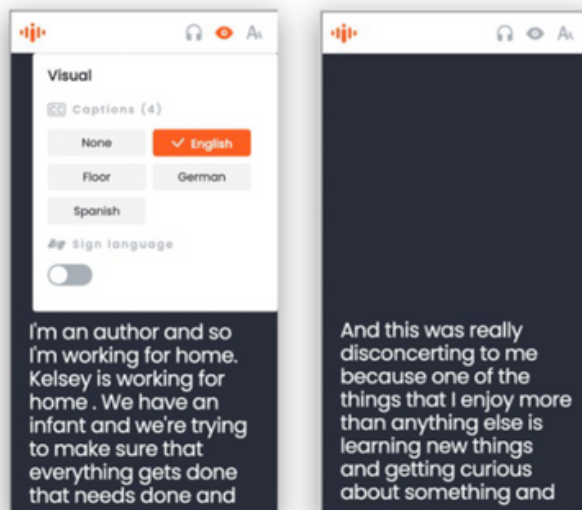 AA
Visual
CC Captions (4)
None
✓ English
Floor
German
Spanish
Sign language
I'm an author and so
I'm working for home.
Kelsey is working for
home . We have an
infant and we're trying
to make sure that
everything gets done
that needs done and
AA
And this was really
disconcerting to me
because one of the
things that I enjoy more
than anything else is
learning new things
and getting curious
about something and